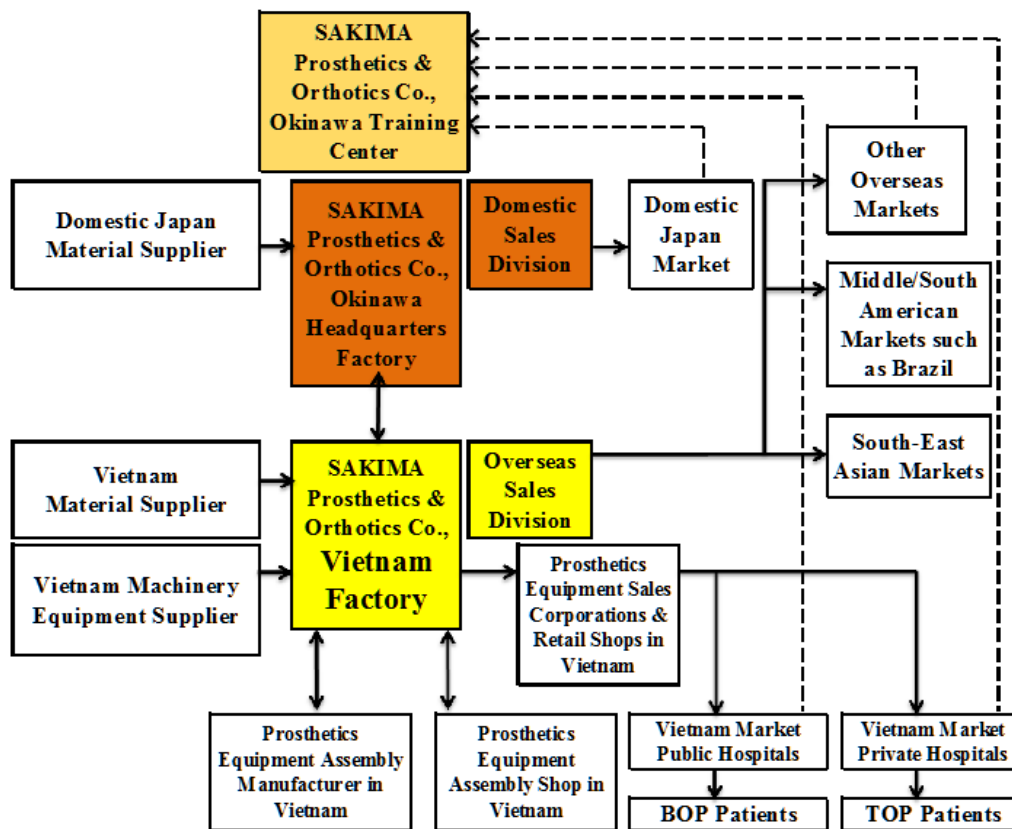 SAKIMA
Prosthetics &
Orthotics Co.,
Okinawa Training
Center
Other
Overseas
Markets
Domestic Japan
Material Supplier
SAKIMA
Prosthetics &
Orthotics Co.,
Okinawa
Headquarters
Factory
Domestic
Sales
Division
Domestic
Japan
Market
Middle/South
American
Markets such
as Brazil
Vietnam
Material Supplier
SAKIMA
Prosthetics &
Orthotics Co.,
Vietnam
Factory
Overseas
Sales
Division
South-East
Asian Markets
Vietnam Machinery
Equipment Supplier
Prosthetics
Equipment Sales
Corporations &
Retail Shops in
Vietnam
Prosthetics
Equipment Assembly
Manufacturer in
Vietnam
Prosthetics
Equipment
Assembly Shop in
Vietnam
Vietnam Market
Public Hospitals
Vietnam Market
Private Hospitals
BOP Patients
TOP Patients